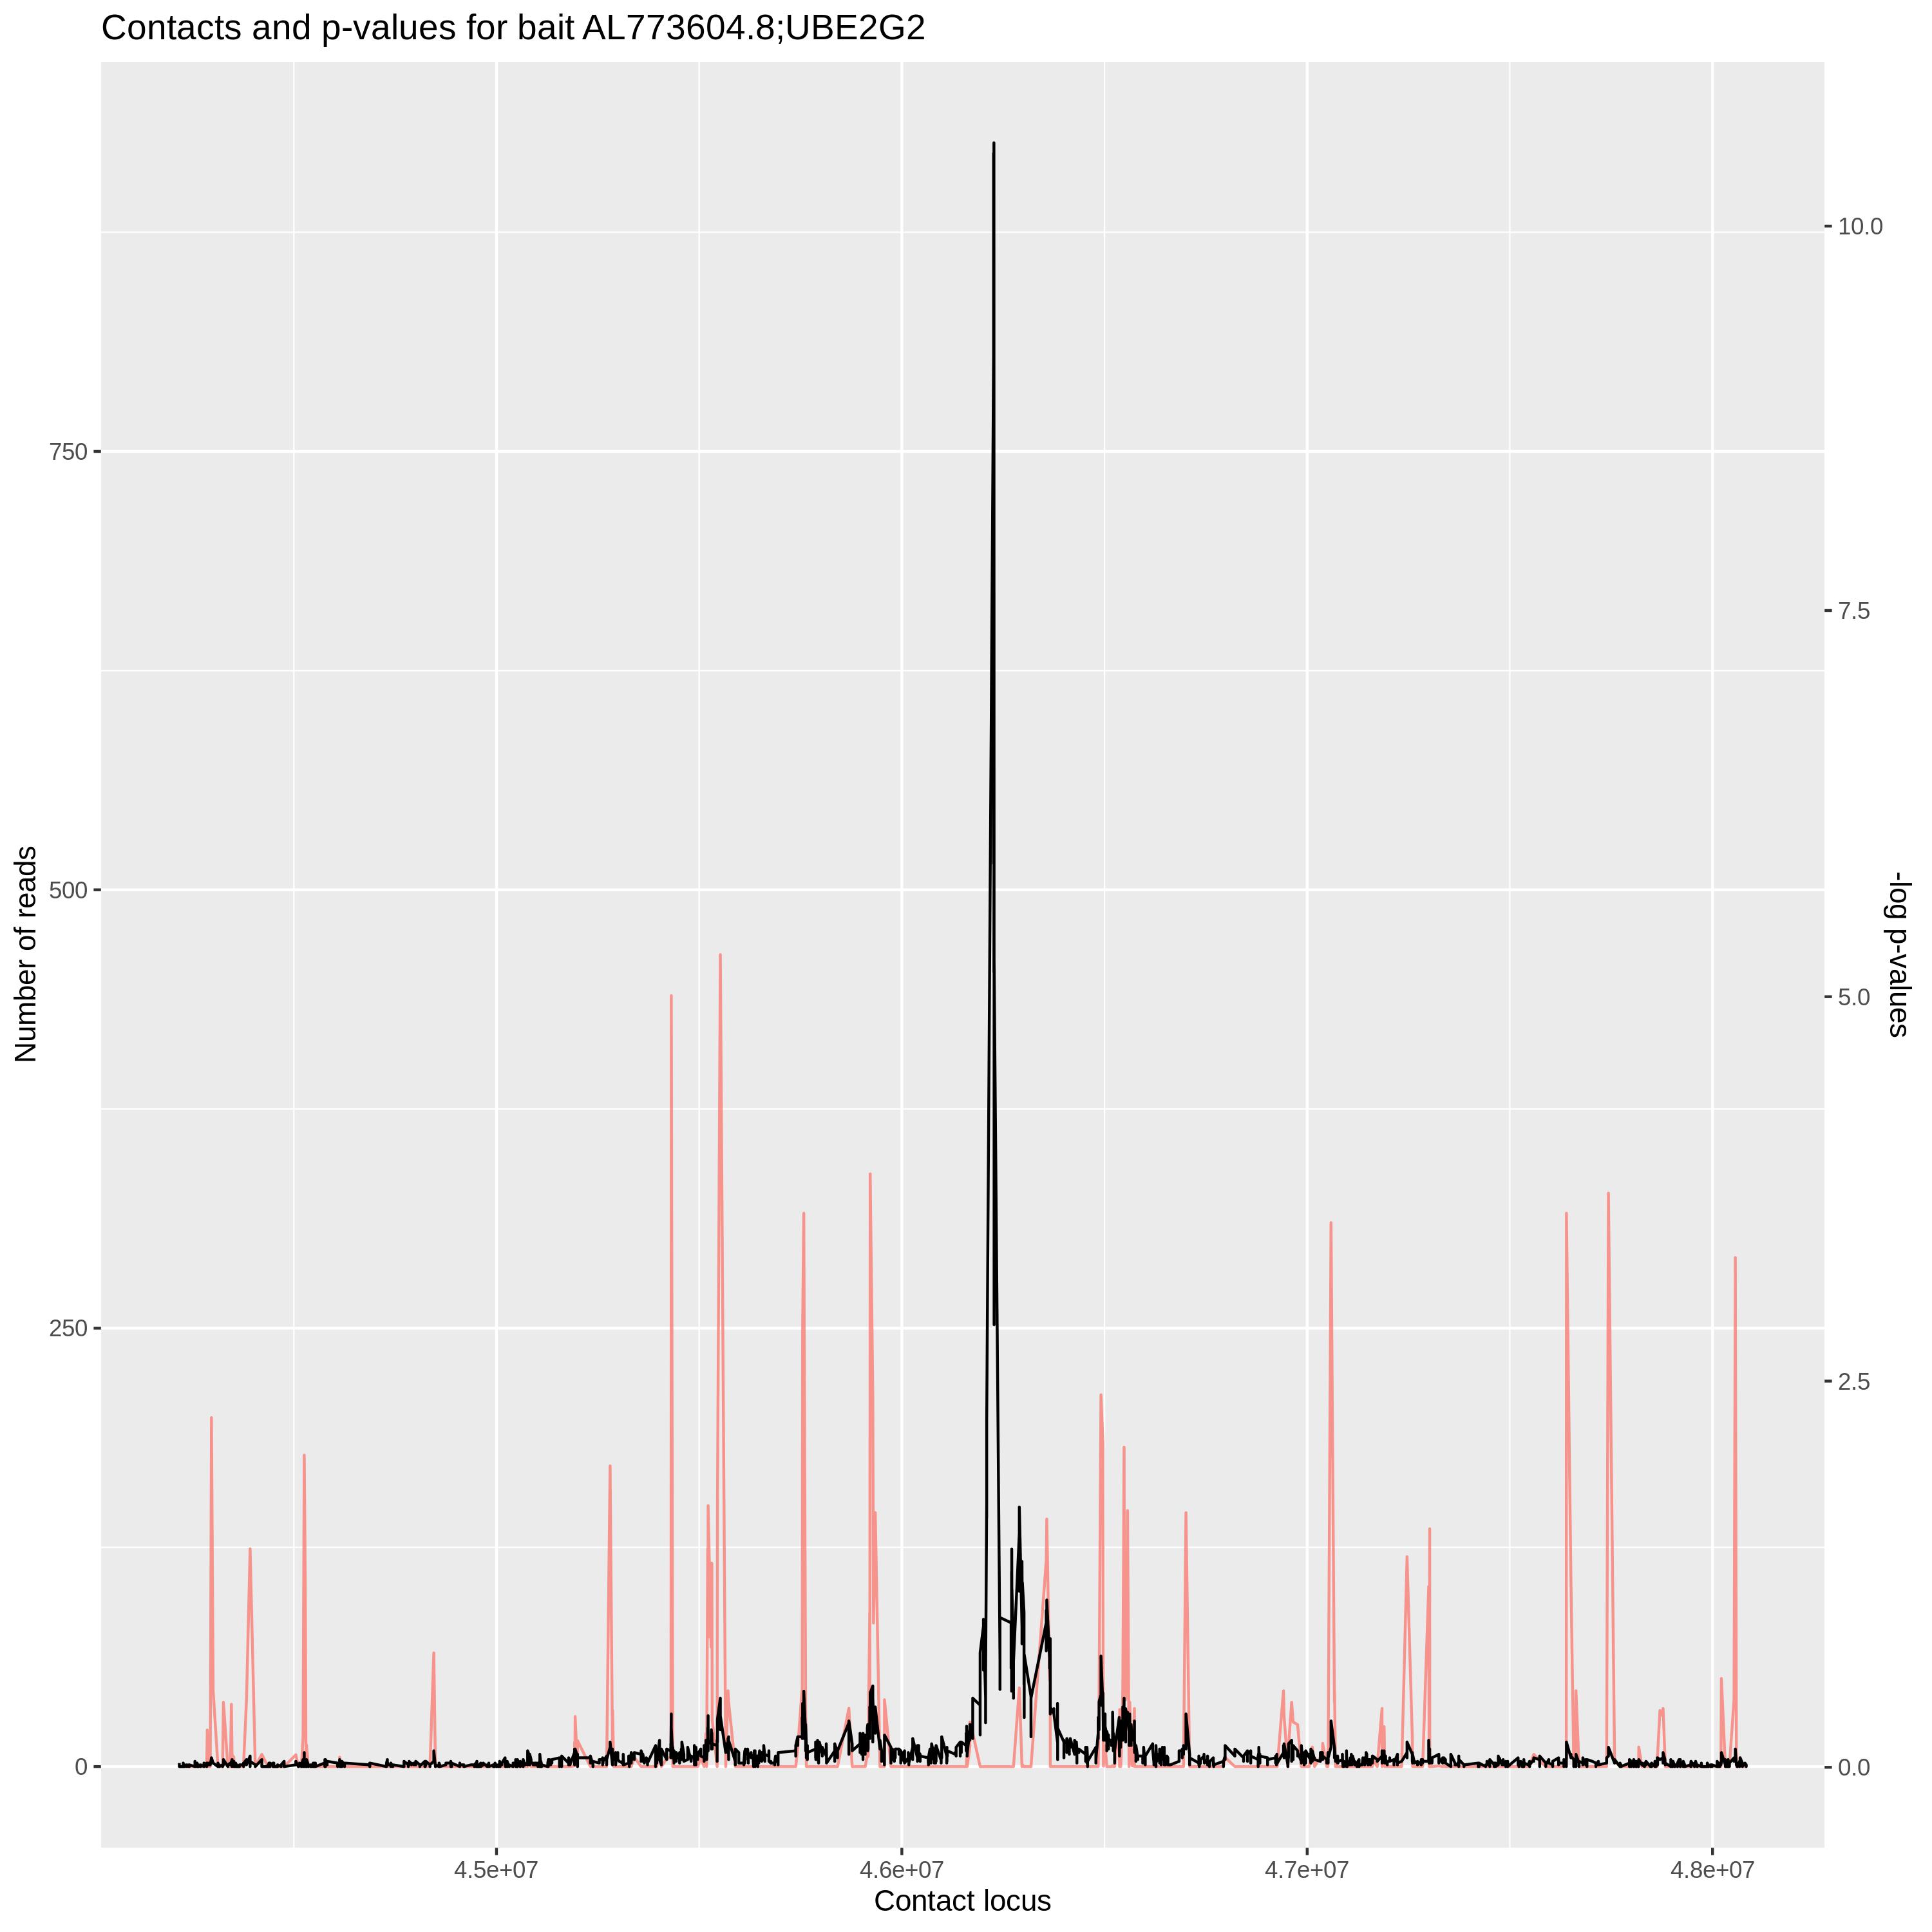 Contacts and p-values for bait AL773604.8;UBE2G2
Number of reads
750
500
250
0
10.0
7.5
5.0
2.5
0.0
-log p-values
4.5e+07
4.6e+07
4.7e+07
4.8e+07
Contact locus